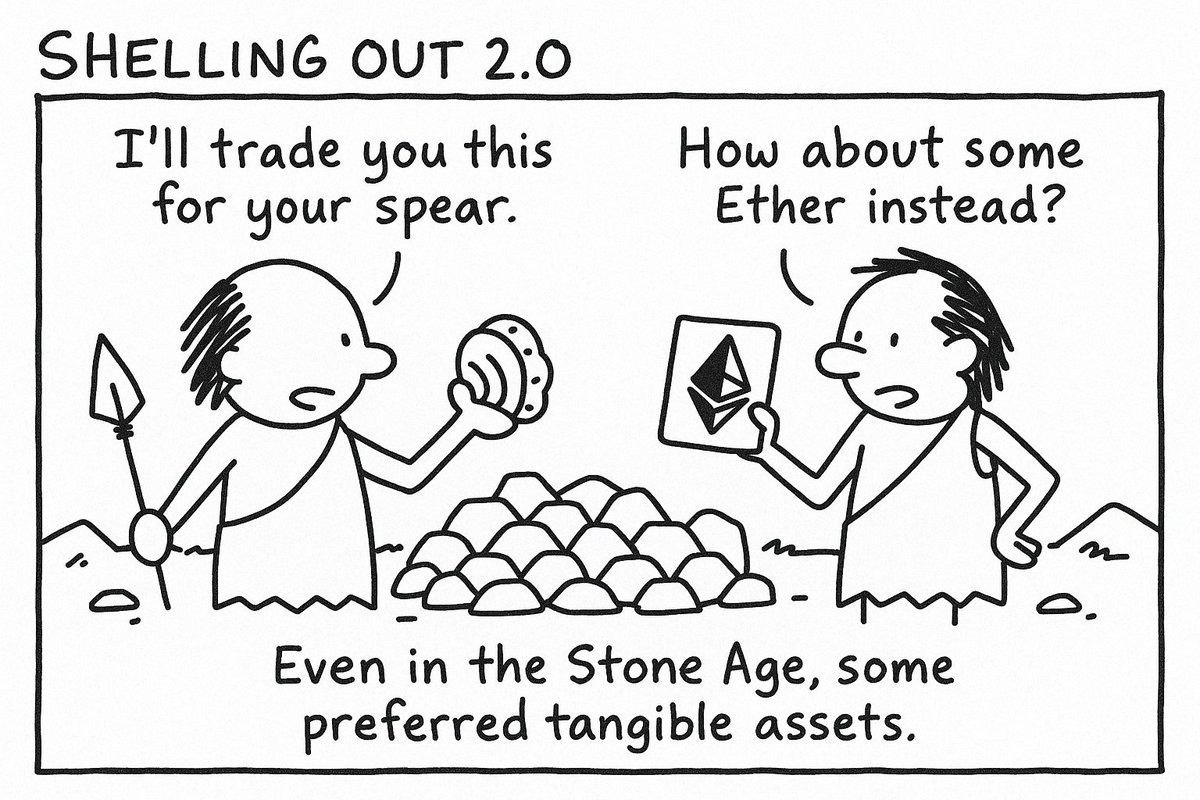 SHELLING OUT 2.0
I'll trade you this
for your spear.
How about some
Ether instead?
Even in the Stone Age, some
preferred tangible assets.